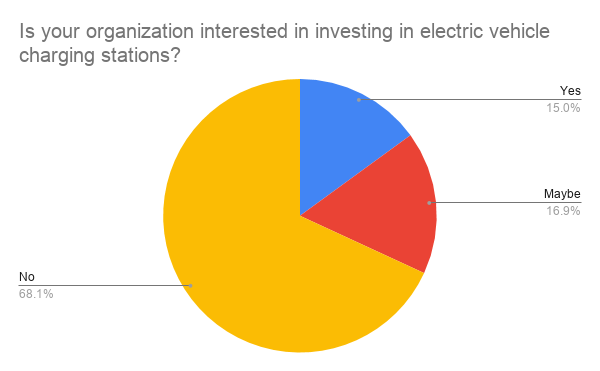 Is your organization interested in investing in electric vehicle
charging stations?
Yes
15.0%
Maybe
16.9%
No
68.1%